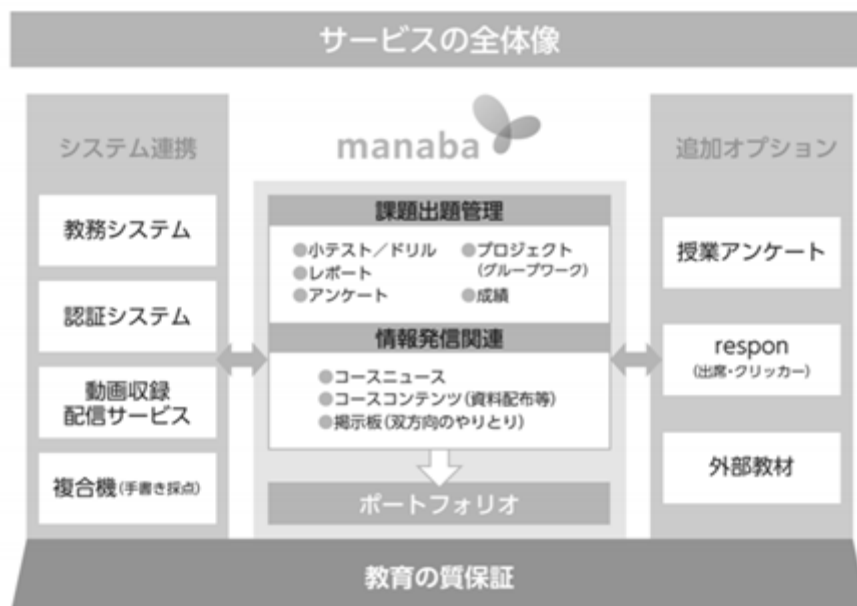 サービスの全体像
システム連携
教務システム
認証システム
動画収録
配信サービス
複合機(手書き採点)
manaba
課題出題管理
●小テスト／ドリル
●レポート
●アンケート
●プロジェクト
(グループワーク)
●成績
情報発信関連
●コースニュース
●コースコンテンツ(資料配布等)
●掲示板(双方向のやりとり)
ポートフォリオ
追加オプション
授業アンケート
respon
(出席・クリッカー)
外部教材
教育の質保証